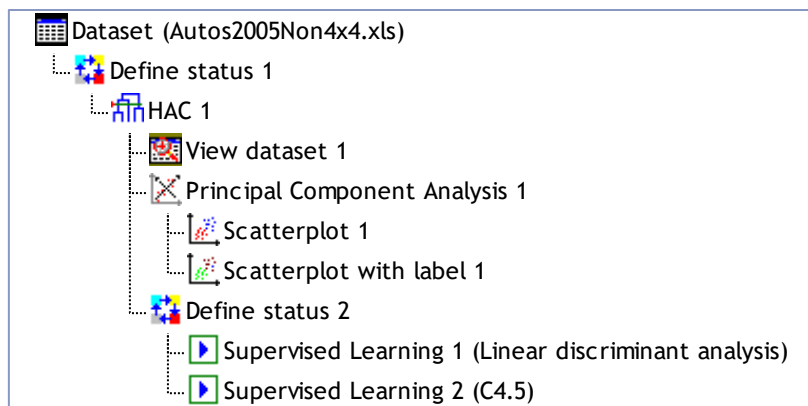 Dataset (Autos2005Non4x4.xls)
Define status 1
HAC 1
View dataset 1
Principal Component Analysis 1
Scatterplot 1
Scatterplot with label 1
Define status 2
Supervised Learning 1 (Linear discriminant analysis)
Supervised Learning 2 (C4.5)